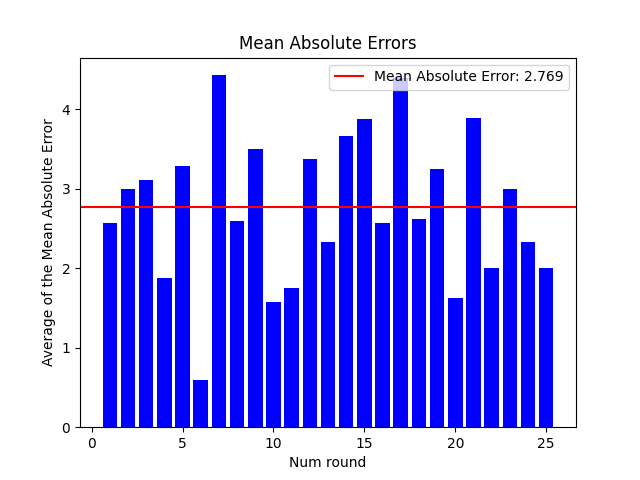 Mean Absolute Errors
Mean Absolute Error: 2.769
Average of the Mean Absolute Error
4
3
2
1
0
0 5 10 15 20 25
Num round